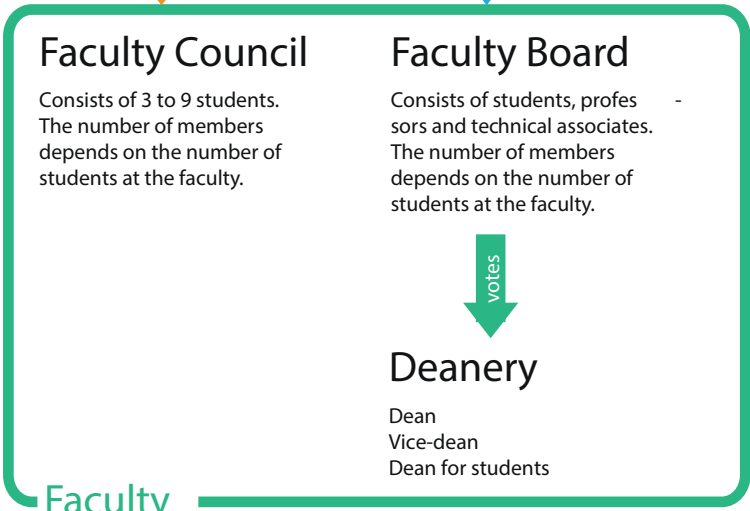 Faculty Council
Consists of 3 to 9 students.
The number of members
depends on the number of
students at the faculty.
Faculty Board
Consists of students, profes -
sors and technical associates.
The number of members
depends on the number of
students at the faculty.
votes
Deanery
Dean
Vice-dean
Dean for students
Faculty